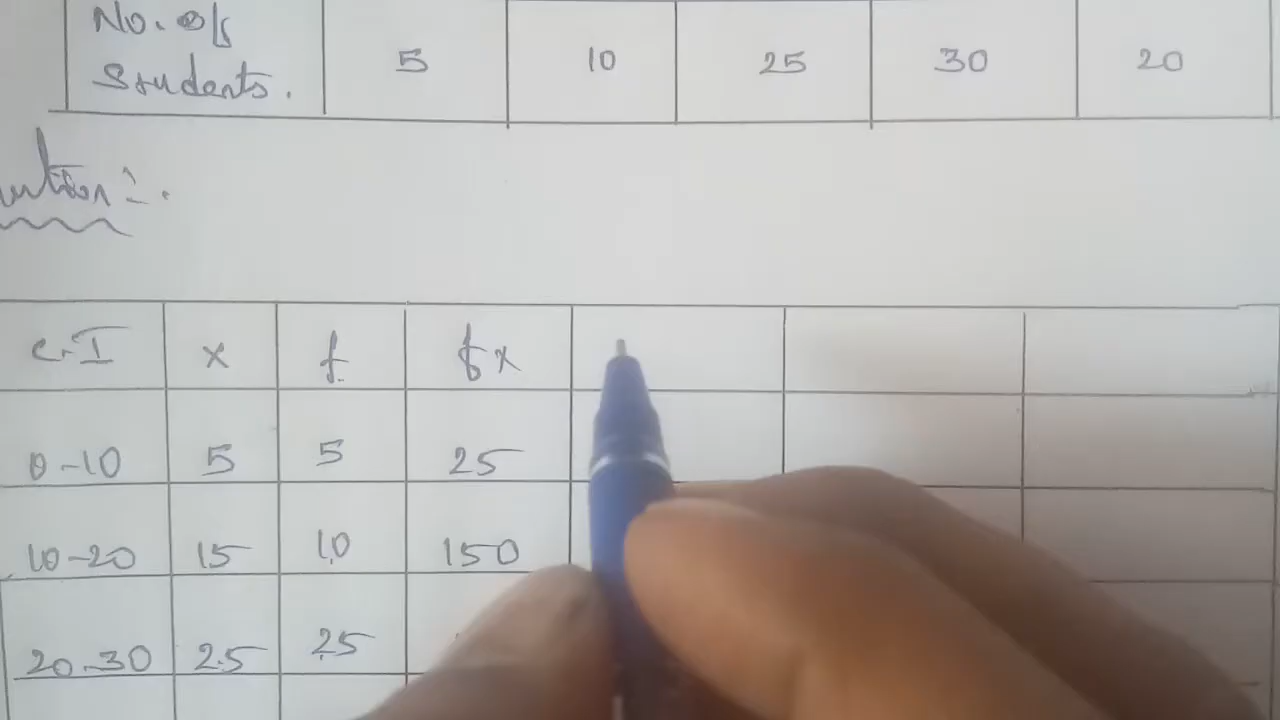 No. of
Students.
5 10 25 30 20
ution :-.
C.I x f fx
0-10 5 5 25
10-20 15 10 150
20-30 25 25